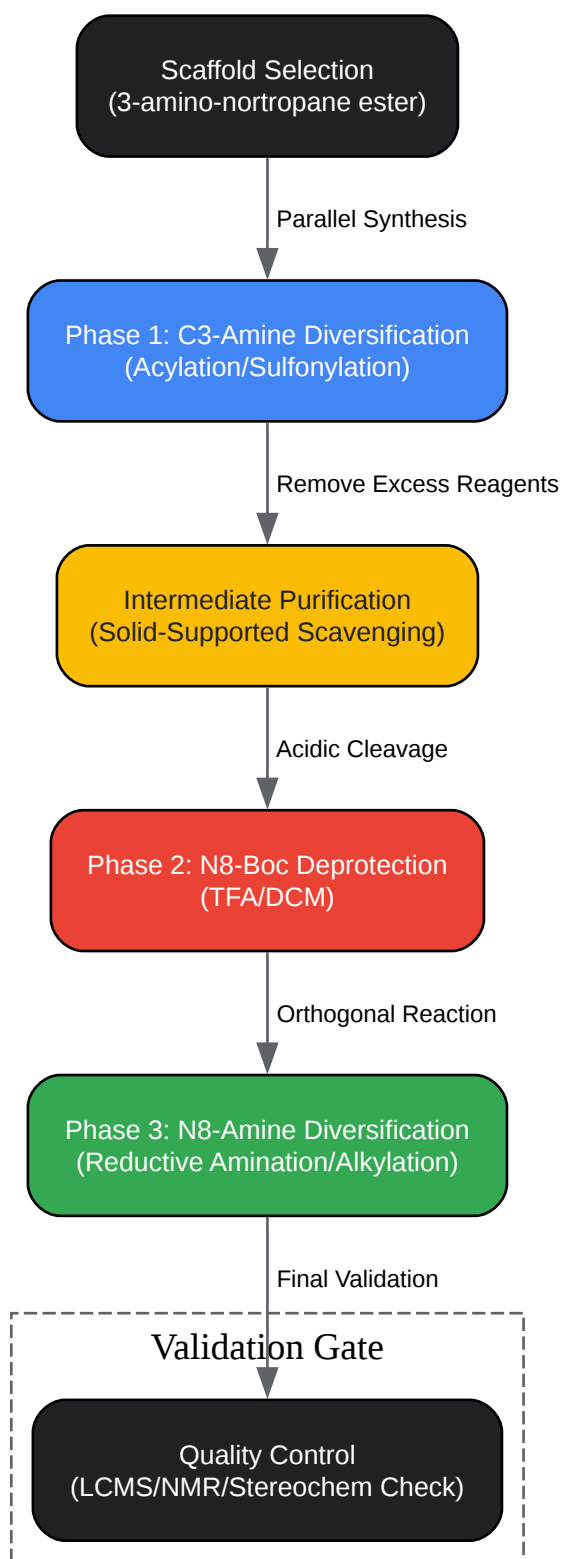 Scaffold Selection
(3-amino-nortropane ester)
Parallel Synthesis
Phase 1: C3-Amine Diversification
(Acylation/Sulfonylation)
Remove Excess Reagents
Intermediate Purification
(Solid-Supported Scavenging)
Acidic Cleavage
Phase 2: N8-Boc Deprotection
(TFA/DCM)
Orthogonal Reaction
Phase 3: N8-Amine Diversification
(Reductive Amination/Alkylation)
Final Validation
Validation Gate
Quality Control
(LCMS/NMR/Stereochem Check)